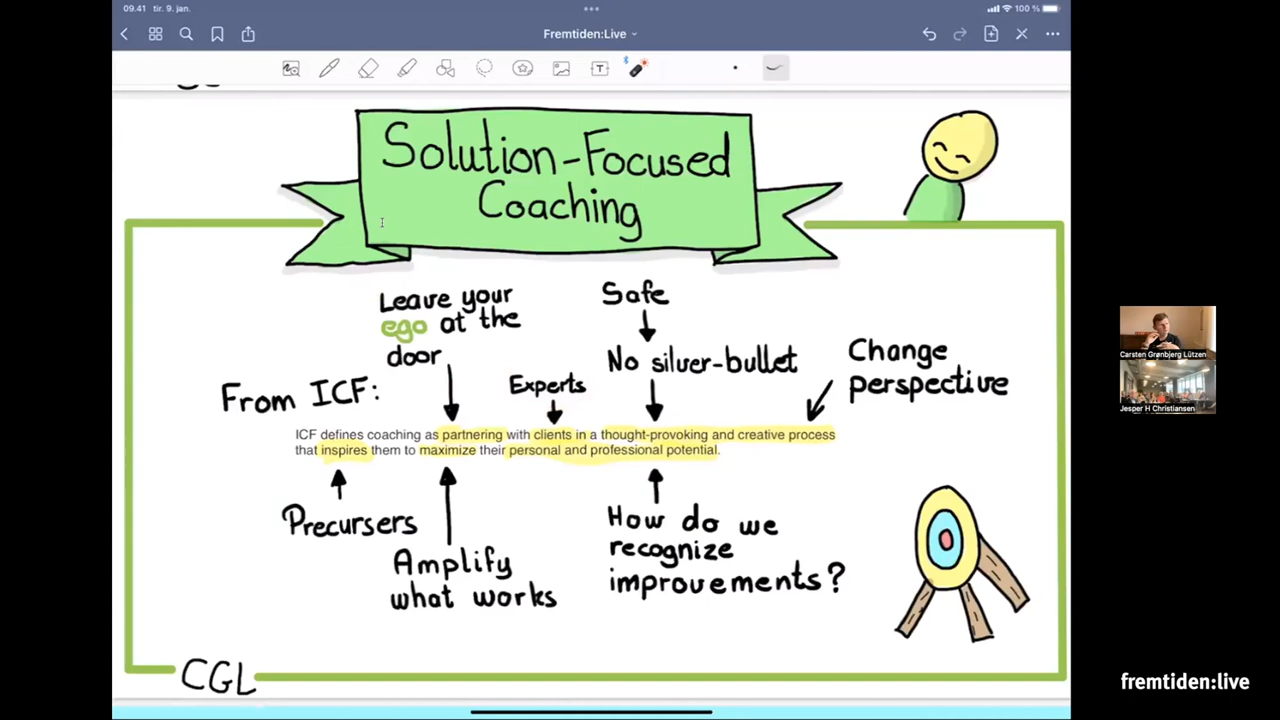 09.41 tir. 9. jan.
100 %
Fremtiden:Live
T
Solution-Focused
Coaching
Leave your
ego at the
door
Safe
No silver-bullet
Change
perspective
Experts
From ICF:
ICF defines coaching as partnering with clients in a thought-provoking and creative process
that inspires them to maximize their personal and professional potential.
Precursers
Amplify
what works
How do we
recognize
improvements?
CGL
Carsten Grønbjerg Lützen
Jesper H Christiansen
fremtiden:live